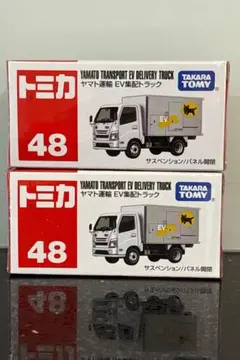 トミカ
48
YAMATO TRANSPORT EV DELIVERY TRUCK
ヤマト運輸 EV集配トラック
TAKARA TOMY
EV
サスペンション/パネル開閉
トミカ
48
YAMATO TRANSPORT EV DELIVERY TRUCK
ヤマト運輸 EV集配トラック
TAKARA TOMY
EV
サスペンション/パネル開閉